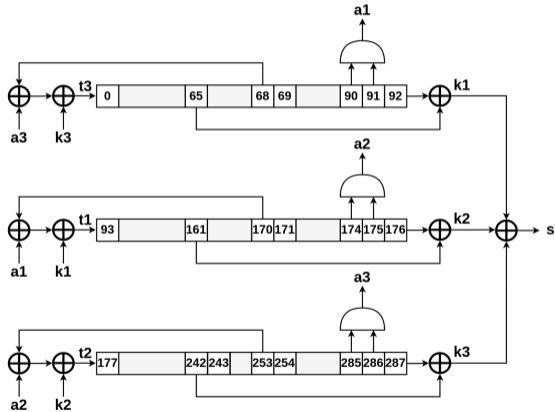 a1
t3 0 65 68 69 90 91 92 k1
a3 k3
a2
t1 93 161 170 171 174 175 176 k2 s
a1 k1
a3
t2 177 242 243 253 254 285 286 287 k3
a2 k2